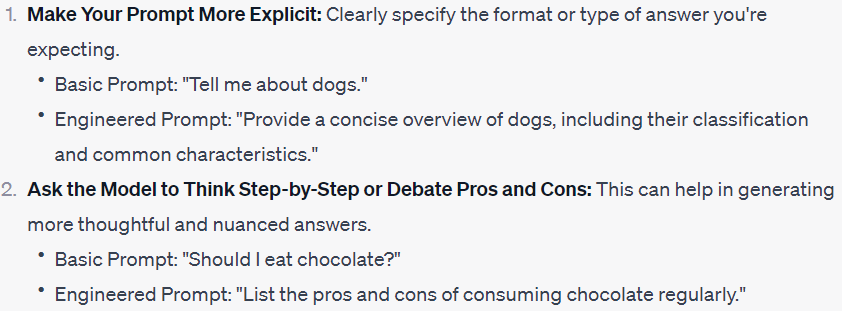 1. Make Your Prompt More Explicit: Clearly specify the format or type of answer you're
expecting.
• Basic Prompt: "Tell me about dogs."
• Engineered Prompt: "Provide a concise overview of dogs, including their classification
and common characteristics."
2. Ask the Model to Think Step-by-Step or Debate Pros and Cons: This can help in generating
more thoughtful and nuanced answers.
• Basic Prompt: "Should I eat chocolate?"
• Engineered Prompt: "List the pros and cons of consuming chocolate regularly."